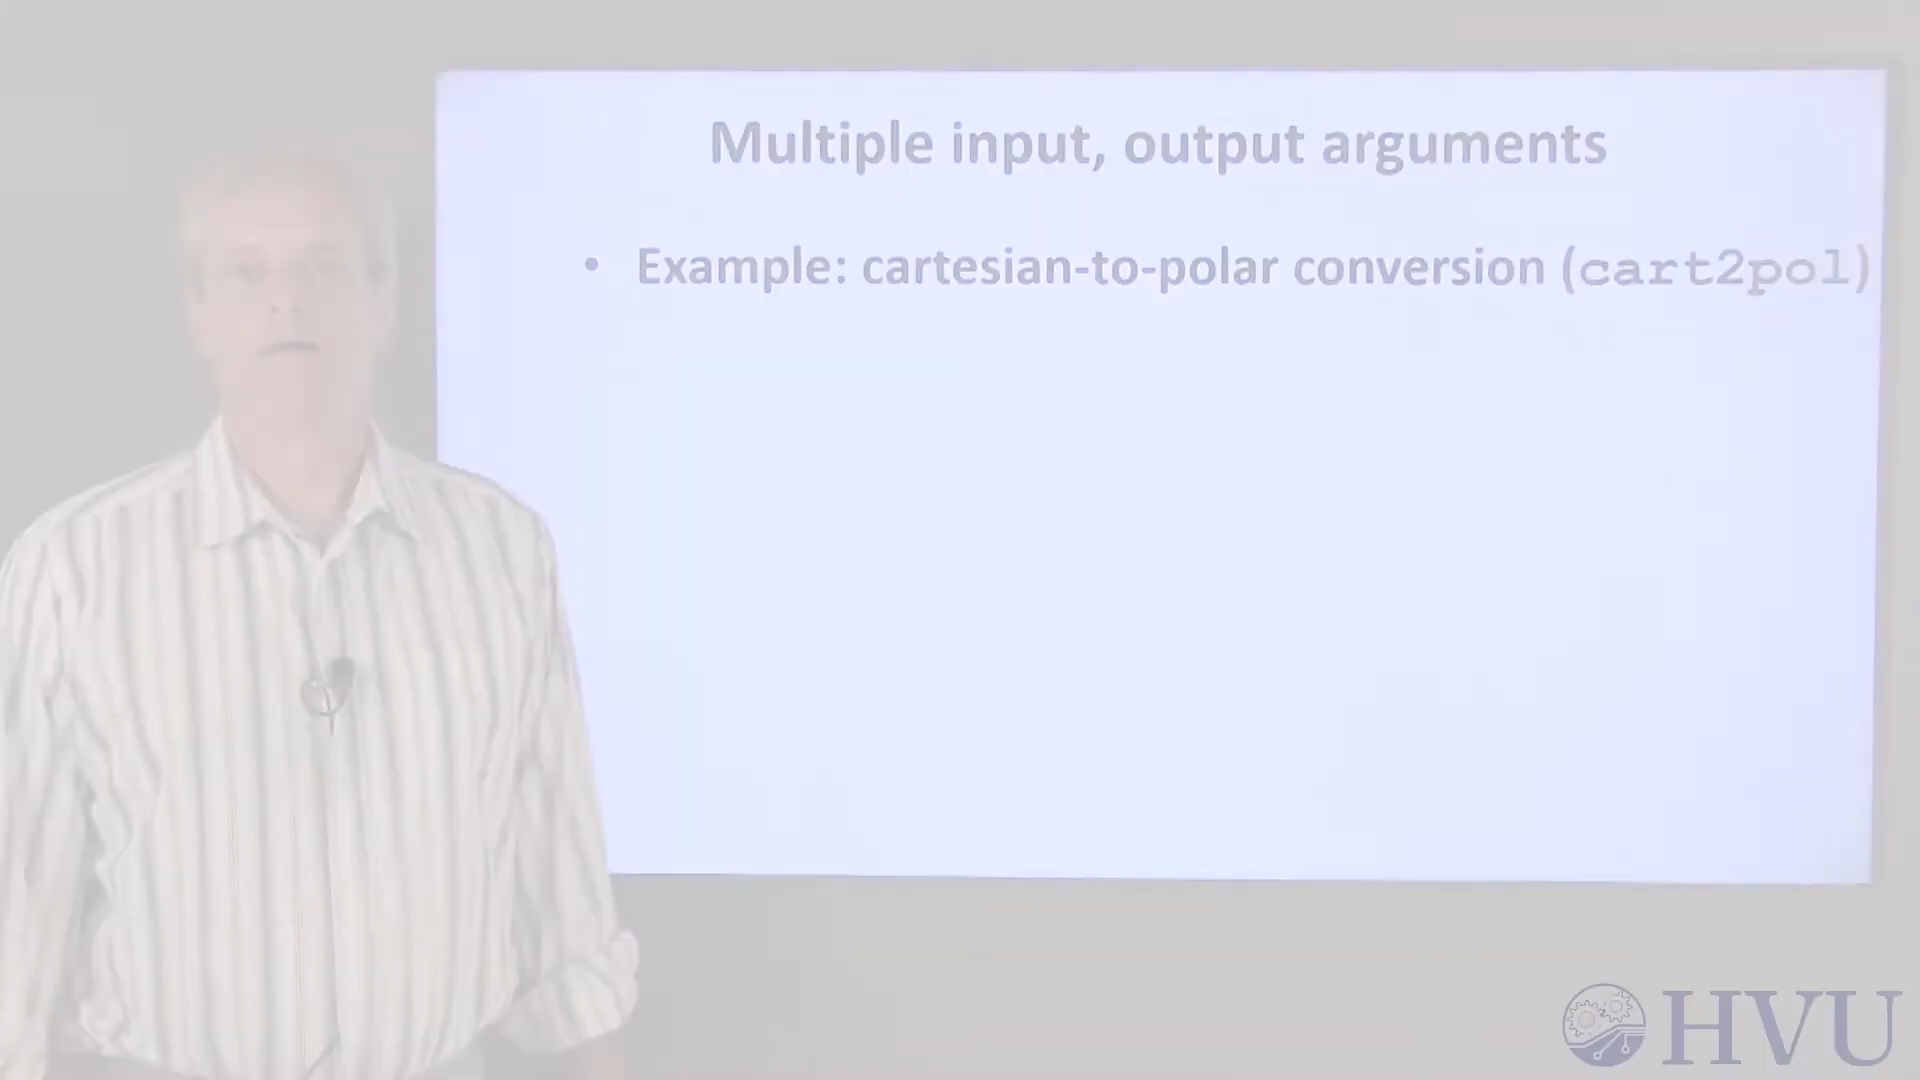 Multiple input, output arguments
• Example: cartesian-to-polar conversion (cart2pol)
HVU